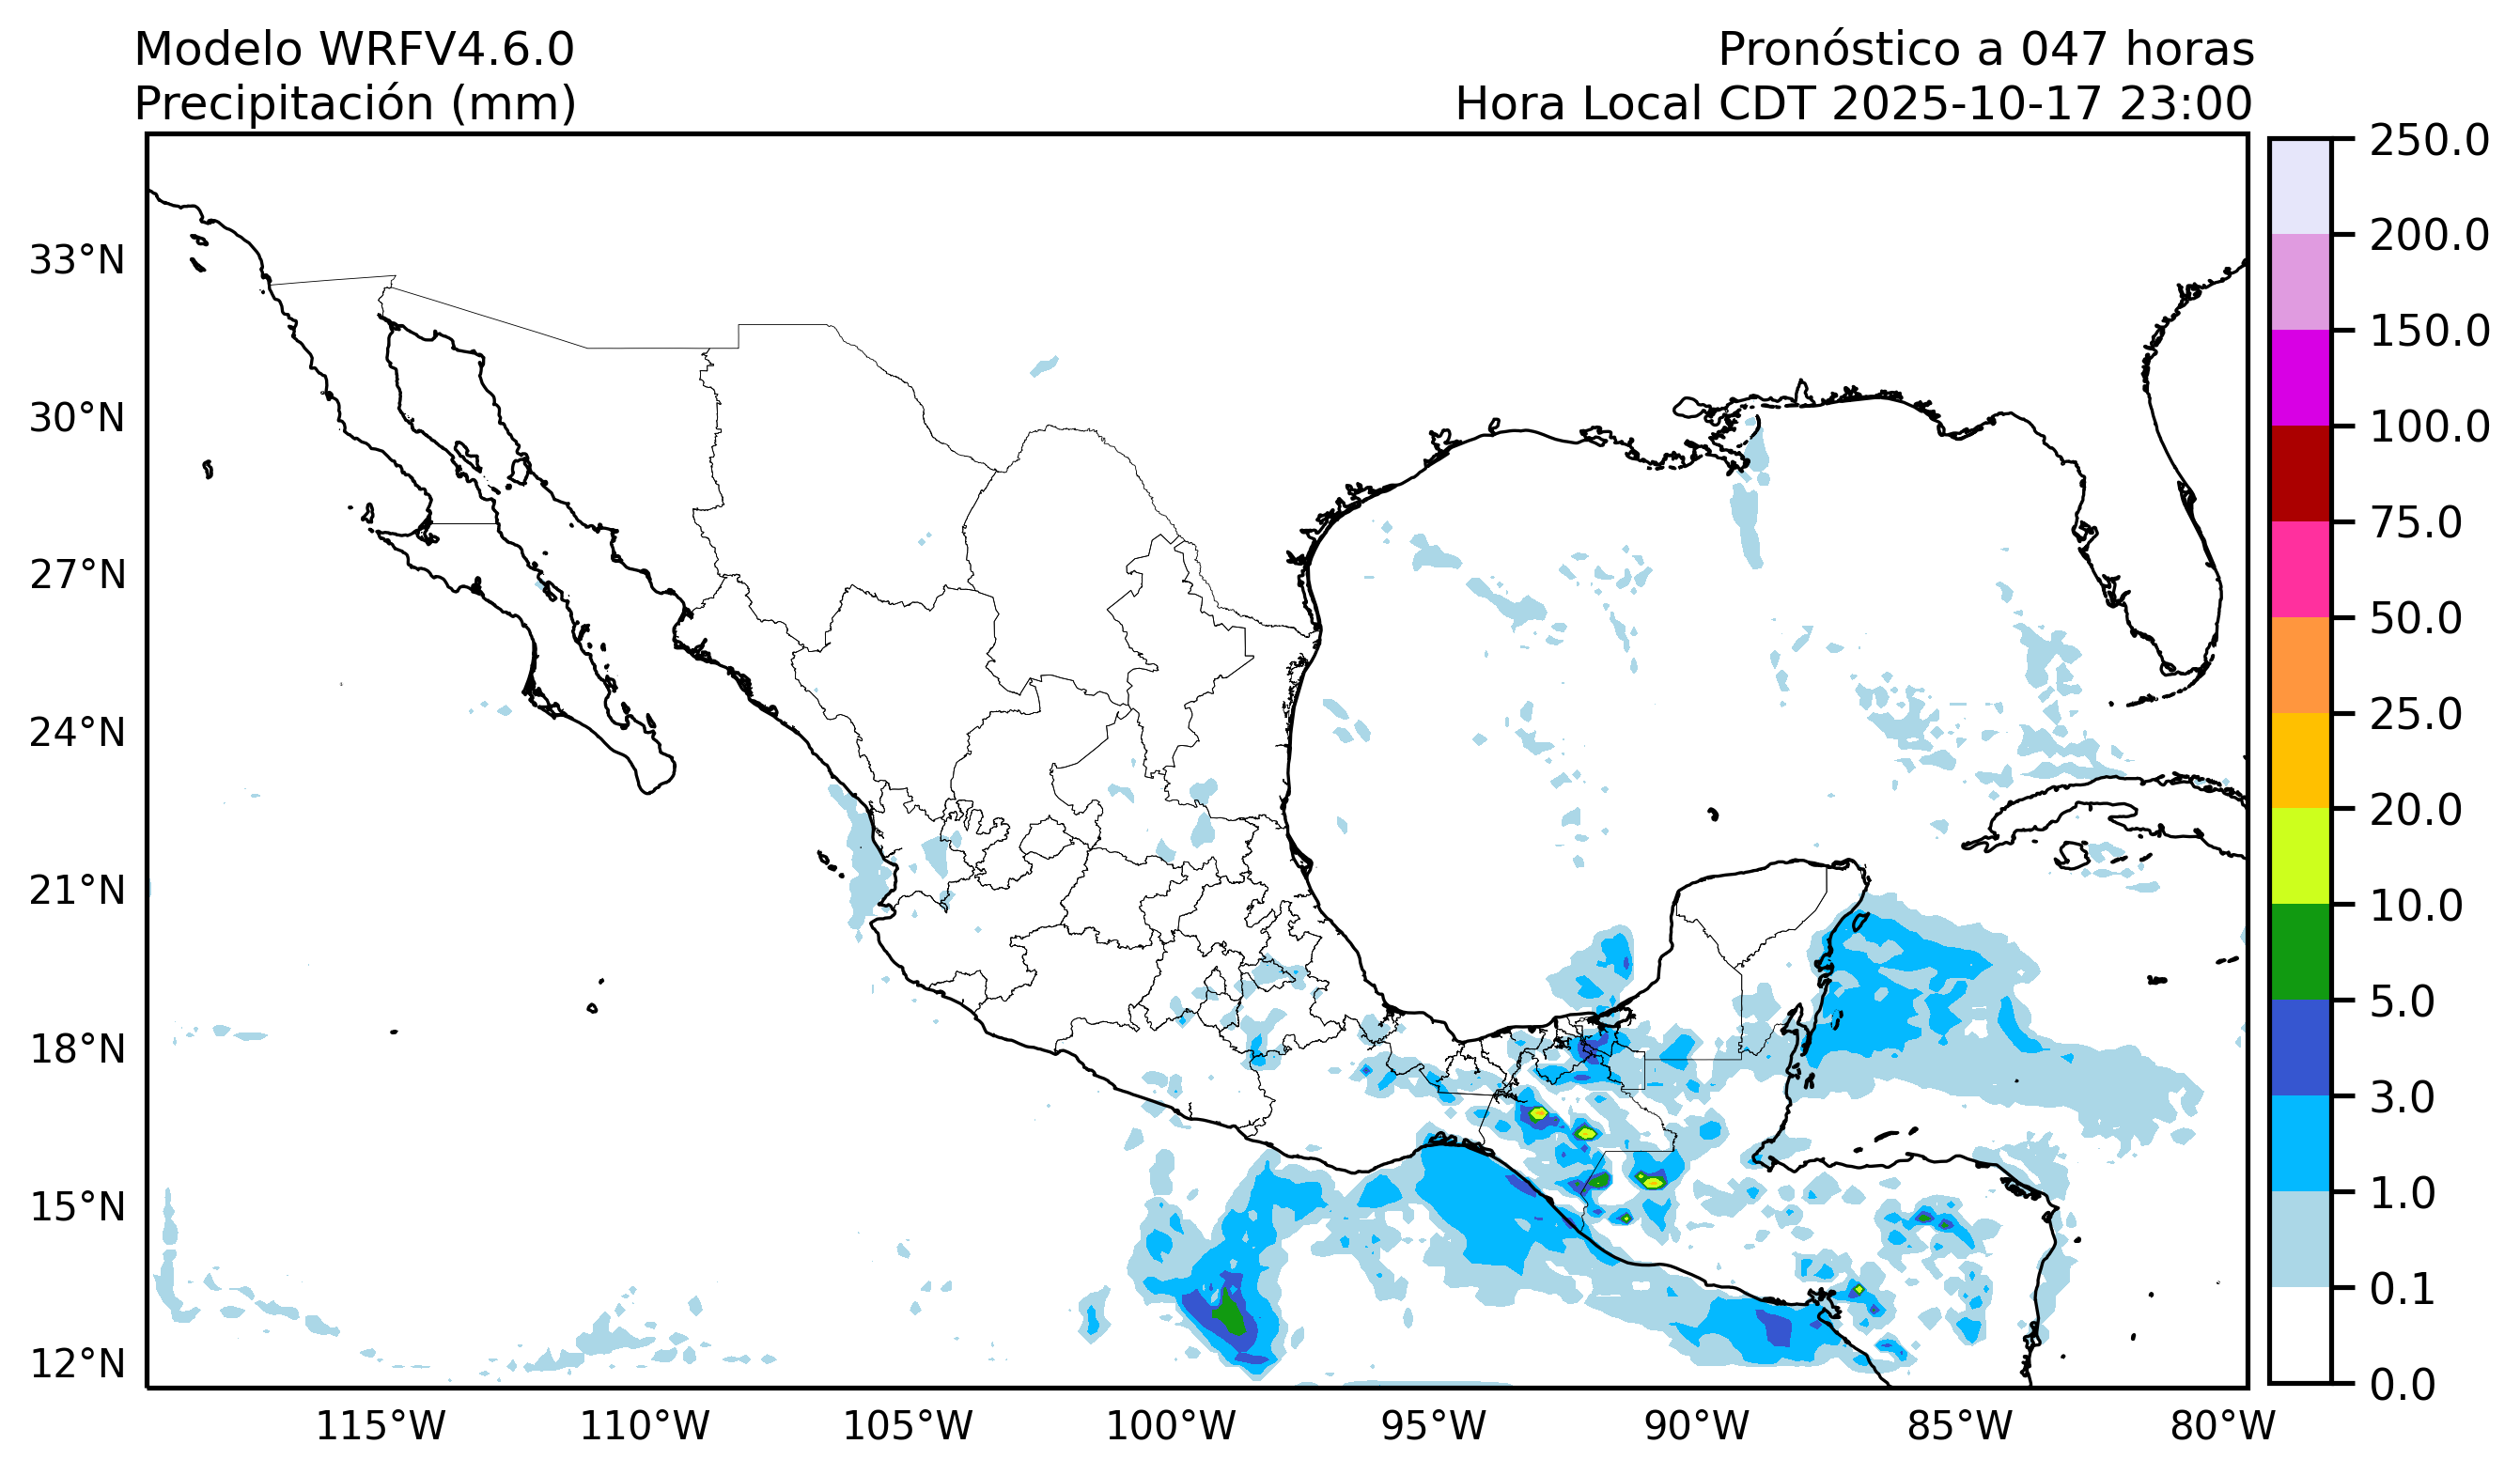 Modelo WRFV4.6.0
Precipitación (mm)
Pronóstico a 047 horas
Hora Local CDT 2025-10-17 23:00
33°N
30°N
27°N
24°N
21°N
18°N
15°N
12°N
115°W
110°W
105°W
100°W
95°W
90°W
85°W
80°W
250.0
200.0
150.0
100.0
75.0
50.0
25.0
20.0
10.0
5.0
3.0
1.0
0.1
0.0